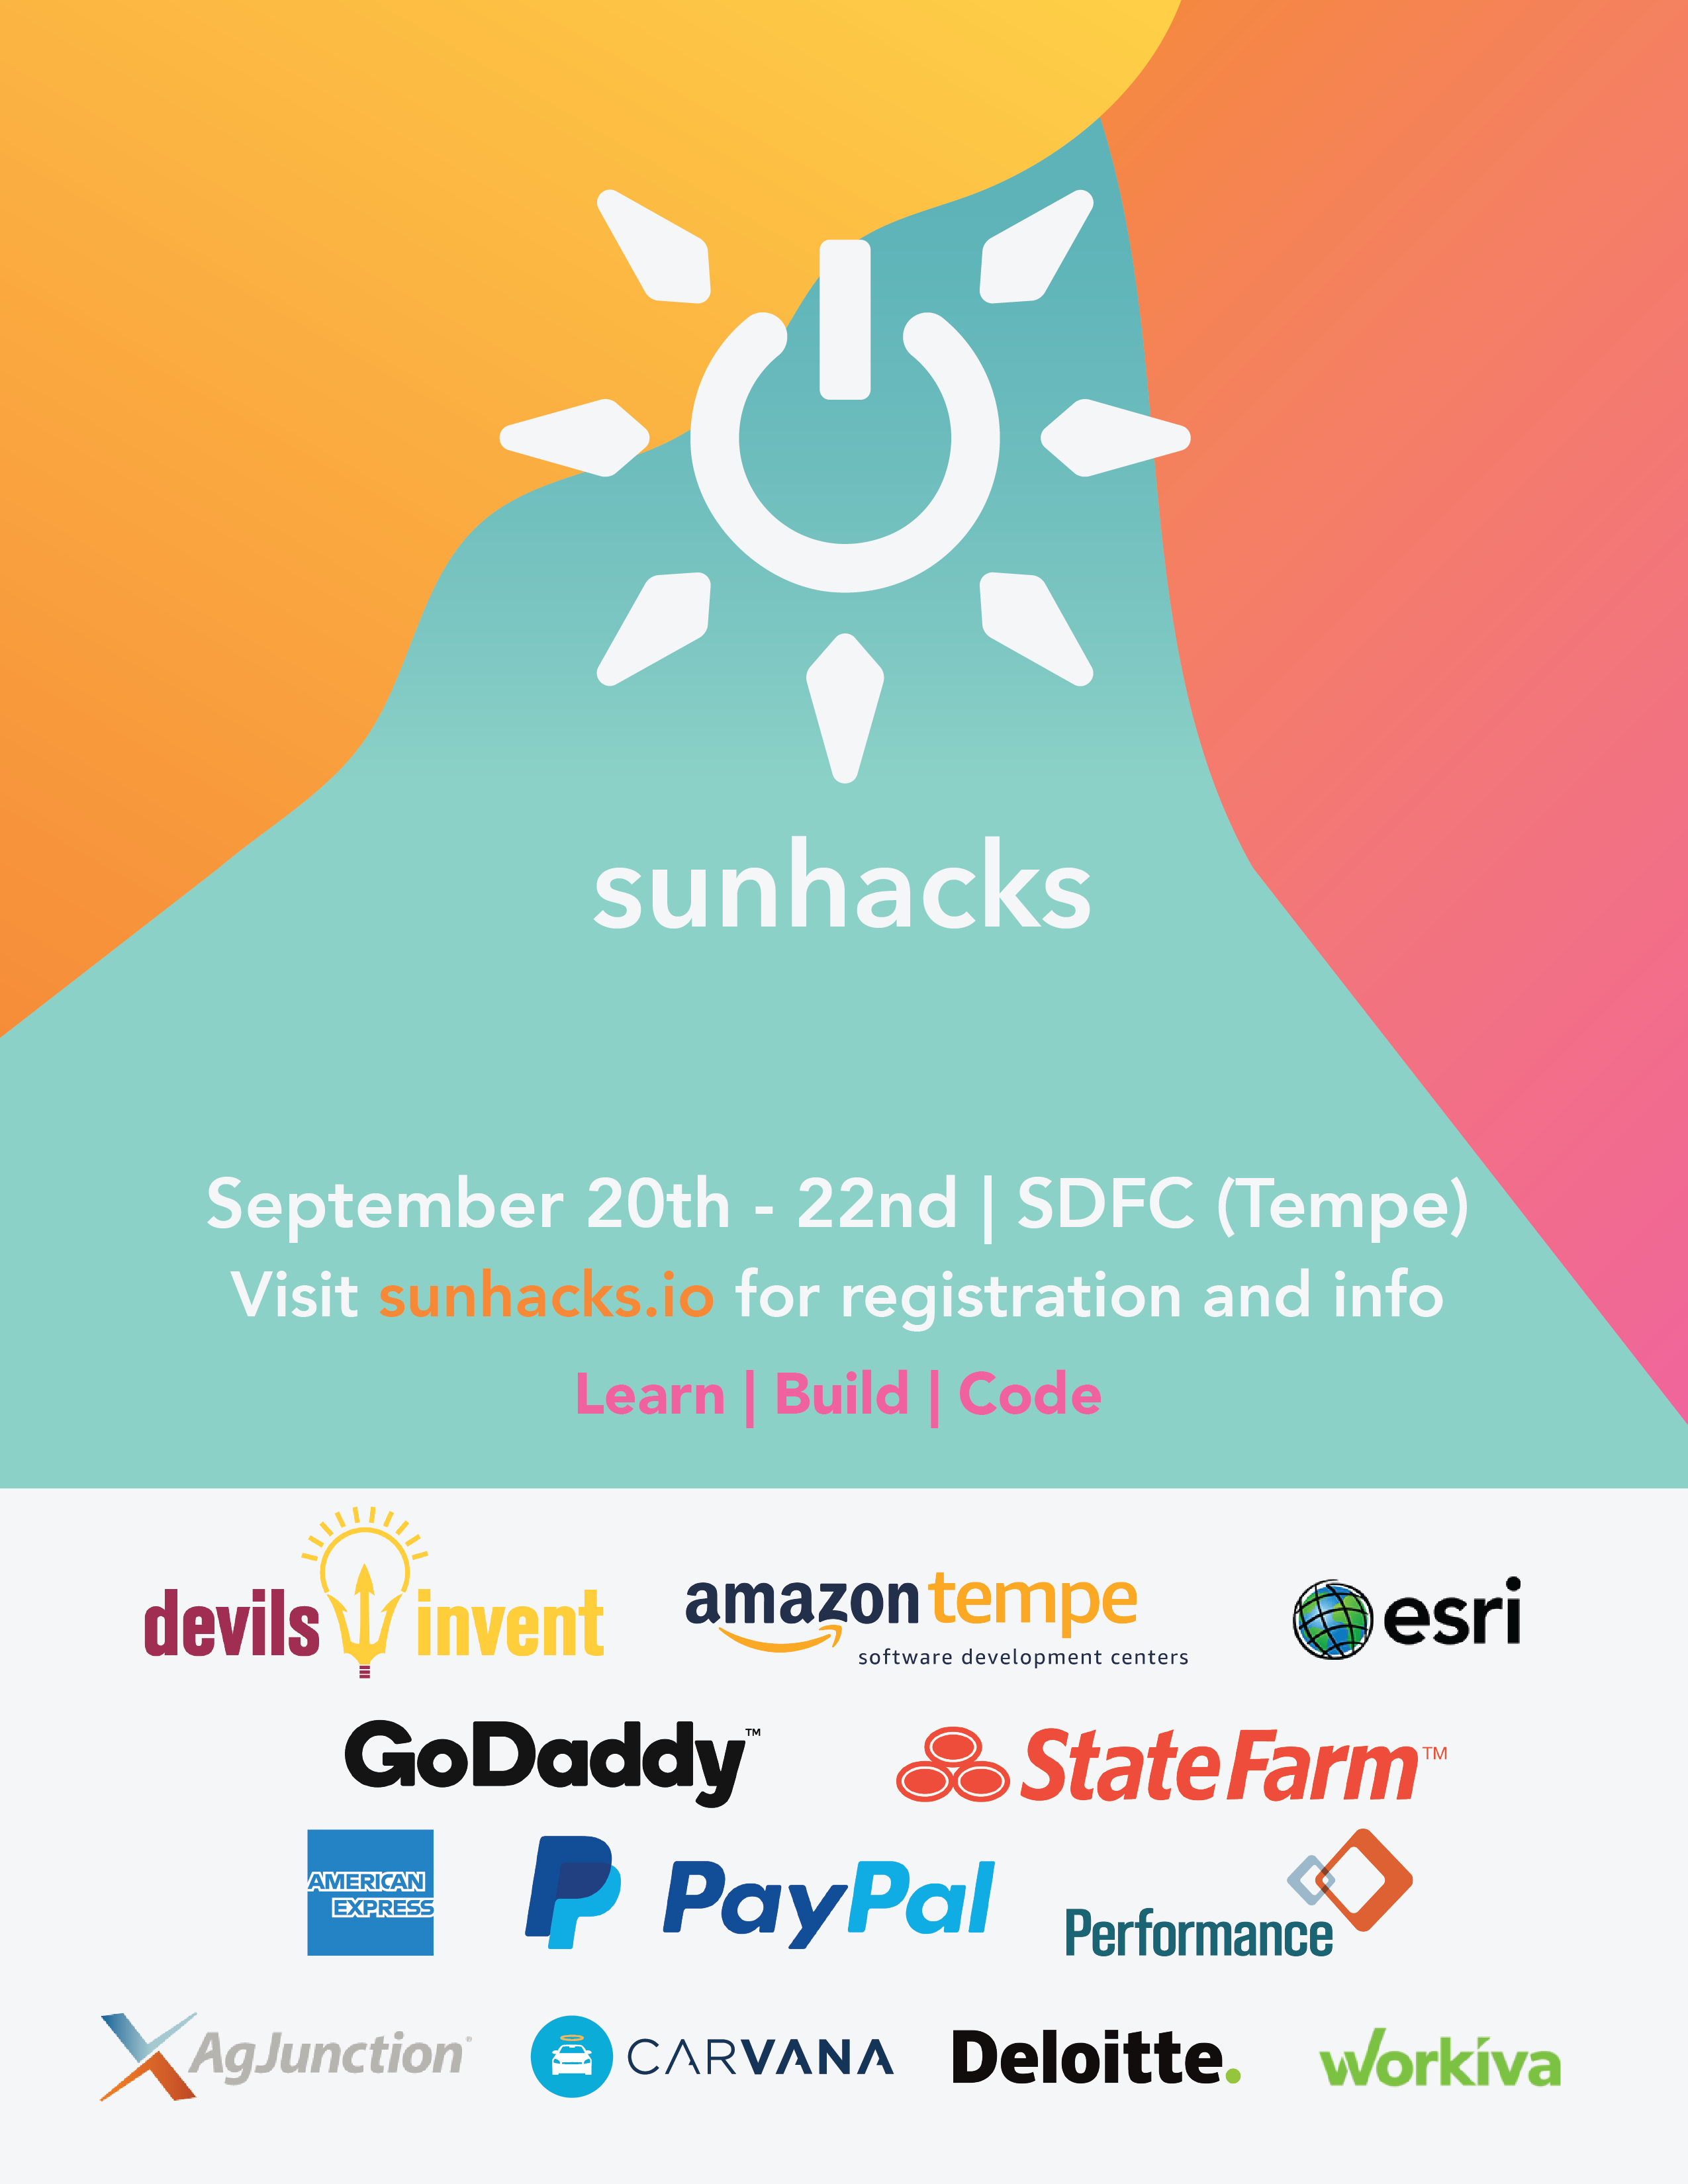 sunhacks
September 20th - 22nd | SDFC (Tempe)
Visit sunhacks.io for registration and info
Learn | Build | Code
devils invent
amazon tempe
software development centers
esri
GoDaddy™
State Farm™
AMERICAN
EXPRESS
PayPal
Performance
AgJunction®
CARVANA
Deloitte.
workiva